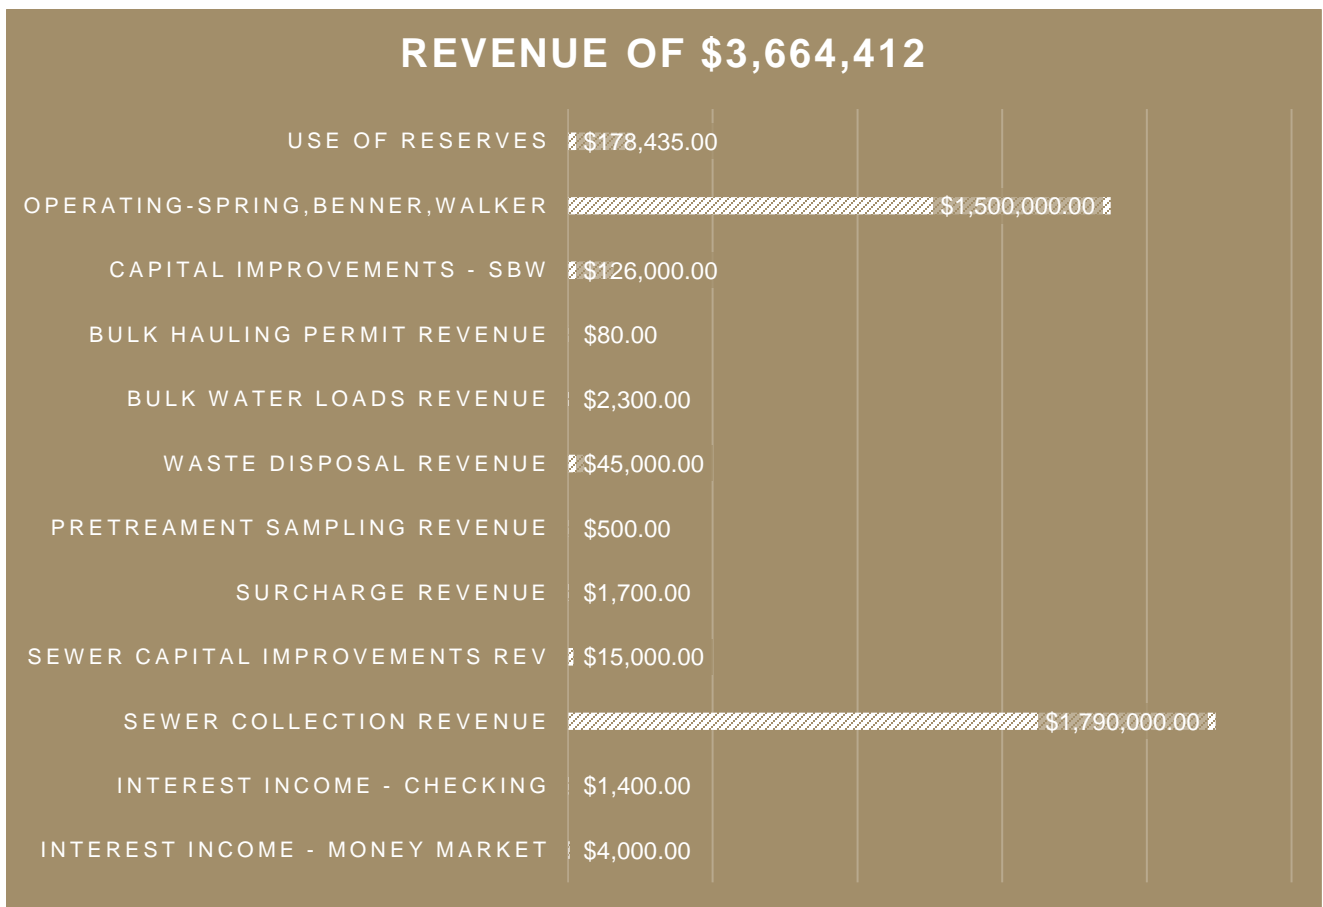 REVENUE OF $3,664,412
USE OF RESERVES $178,435.00
OPERATING-SPRING,BENNER,WALKER $1,500,000.00
CAPITAL IMPROVEMENTS - SBW $126,000.00
BULK HAULING PERMIT REVENUE $80.00
BULK WATER LOADS REVENUE $2,300.00
WASTE DISPOSAL REVENUE $45,000.00
PRETREAMENT SAMPLING REVENUE $500.00
SURCHARGE REVENUE $1,700.00
SEWER CAPITAL IMPROVEMENTS REV $15,000.00
SEWER COLLECTION REVENUE $1,790,000.00
INTEREST INCOME - CHECKING $1,400.00
INTEREST INCOME - MONEY MARKET $4,000.00